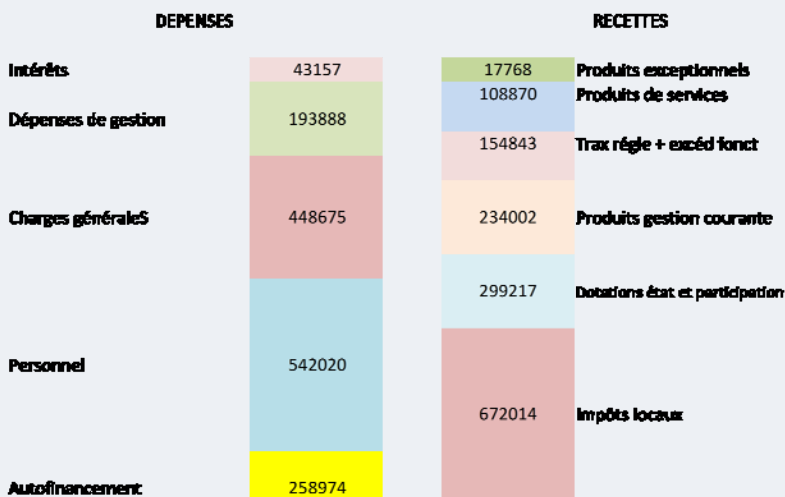 DEPENSES RECETTES
Intérêts 43157 17768 Produits exceptionnels
108870 Produits de services
Dépenses de gestion 193888
154843 Trax régie + excéd fonct
Charges généraleS 448675 234002 Produits gestion courante
299217 Dotations état et participation
Personnel 542020
672014 Impôts locaux
Autofinancement 258974